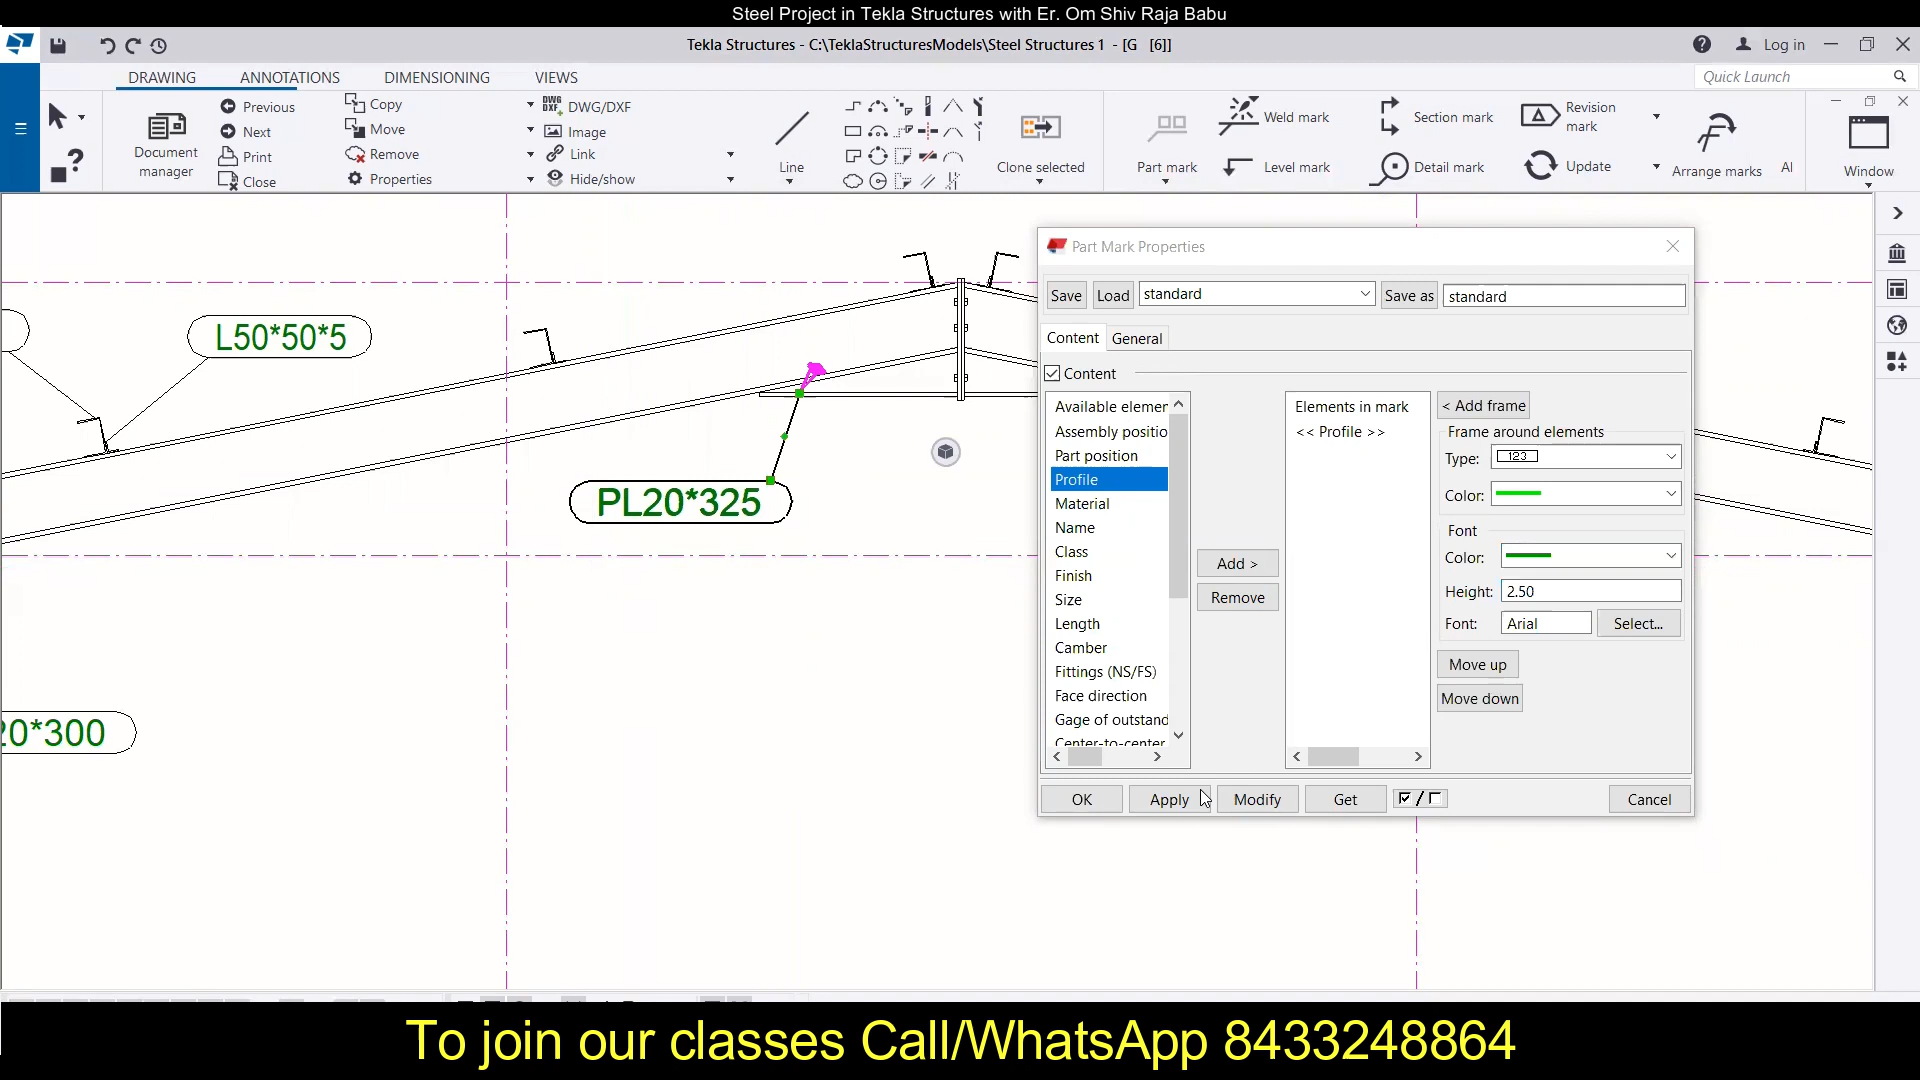 Steel Project in Tekla Structures with Er. Om Shiv Raja Babu
Tekla Structures - C:\TeklaStructuresModels\Steel Structures 1 - [G [6]]
Log in
DRAWING ANNOTATIONS DIMENSIONING VIEWS
Quick Launch
Document manager
Previous
Next
Print
Close
Copy
Move
Remove
Properties
DWG/DXF
Image
Link
Hide/show
Line
Clone selected
Part mark
Weld mark
Level mark
Section mark
Detail mark
Revision mark
Update
Arrange marks
Al
Window
L50*50*5
PL20*325
20*300
Part Mark Properties
Save Load standard Save as standard
Content General
Content
Available elemen
Assembly positio
Part position
Profile
Material
Name
Class
Finish
Size
Length
Camber
Fittings (NS/FS)
Face direction
Gage of outstand
Center-to-center
Add >
Remove
Elements in mark
<< Profile >>
< Add frame
Frame around elements
Type: 123
Color:
Font
Color:
Height: 2.50
Font: Arial Select...
Move up
Move down
OK Apply Modify Get Cancel
To join our classes Call/WhatsApp 8433248864